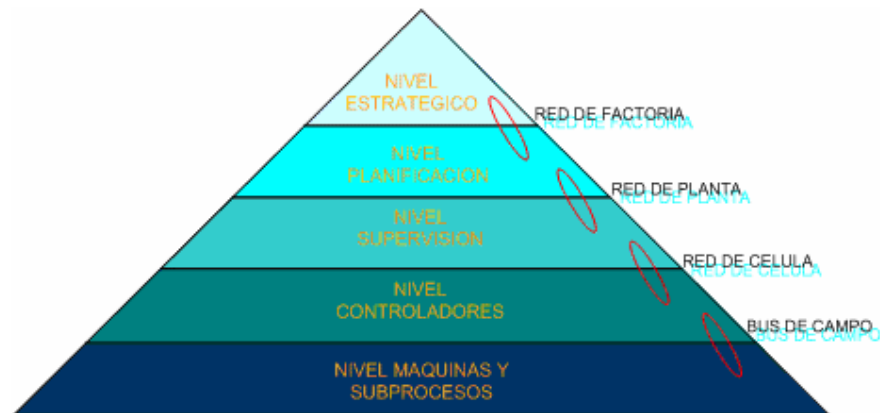 NIVEL
ESTRATEGICO
RED DE FACTORIA
RED DE FACTORIA
NIVEL
PLANIFICACION
RED DE PLANTA
RED DE PLANTA
NIVEL
SUPERVISION
RED DE CELULA
RED DE CELULA
NIVEL
CONTROLADORES
BUS DE CAMPO
BUS DE CAMPO
NIVEL MAQUINAS Y
SUBPROCESOS